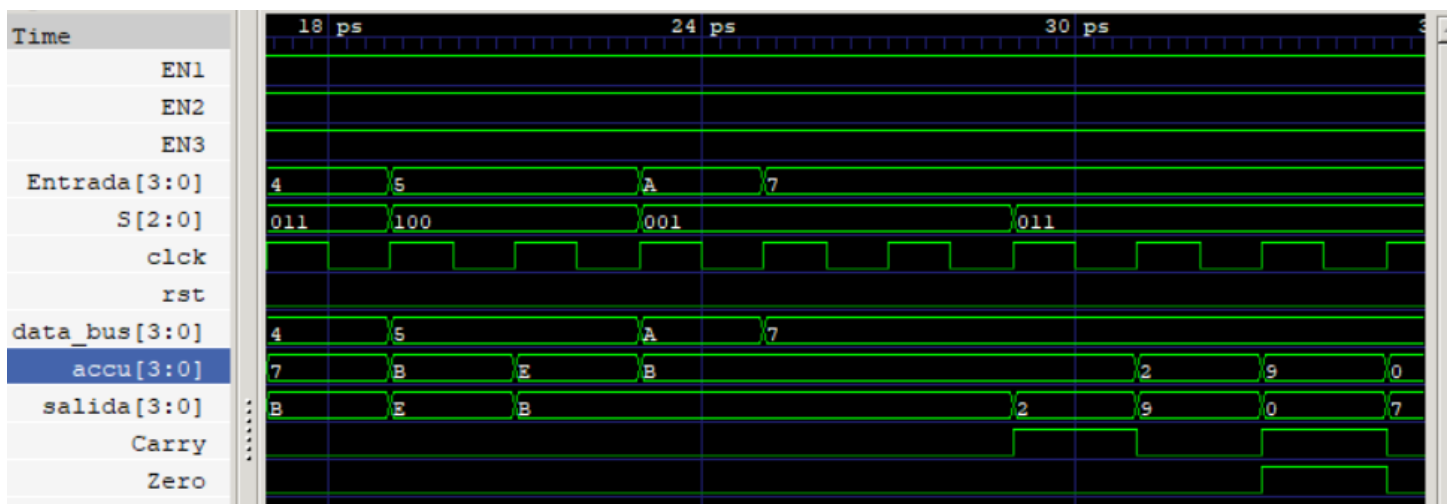 Time 18 ps 24 ps 30 ps
EN1
EN2
EN3
Entrada[3:0] 4 5 A 7
S[2:0] 011 100 001 011
clck
rst
data_bus[3:0] 4 5 A 7
accu[3:0] 7 B E B 2 9 0
salida[3:0] B E B 2 9 0 7
Carry
Zero